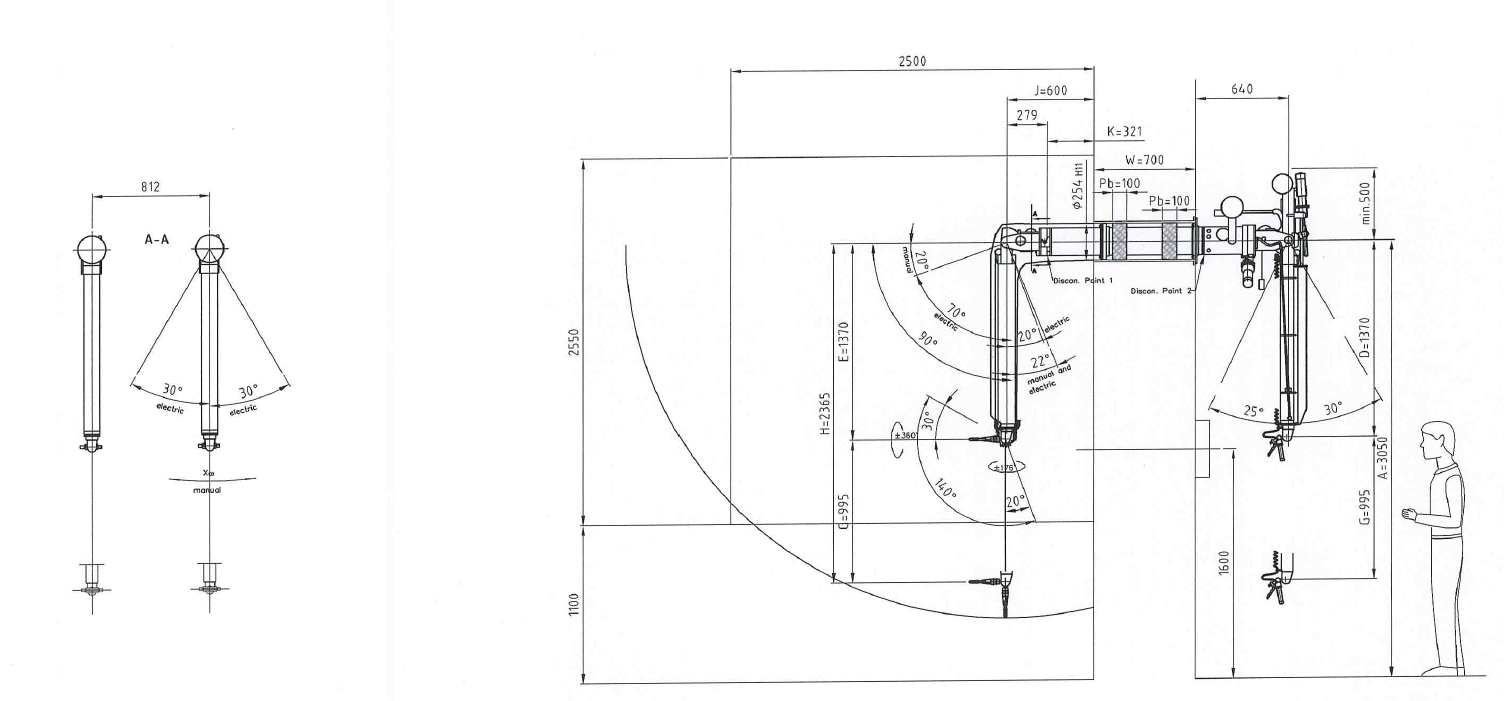 2500
J=600
640
279
K=321
W=700
812
A-A
Pb=100
Pb=100
Ø254 H11
min.500
A
A
20°
manual
Discon. Point 1
Discon. Point 2
70°
electric
20°
electric
90°
22°
manual and
electric
2550
E=1370
D=1370
H=2365
30°
electric
30°
electric
25°
30°
30°
±360°
140°
20°
manual
G=995
G=995
A=3050
1600
1100